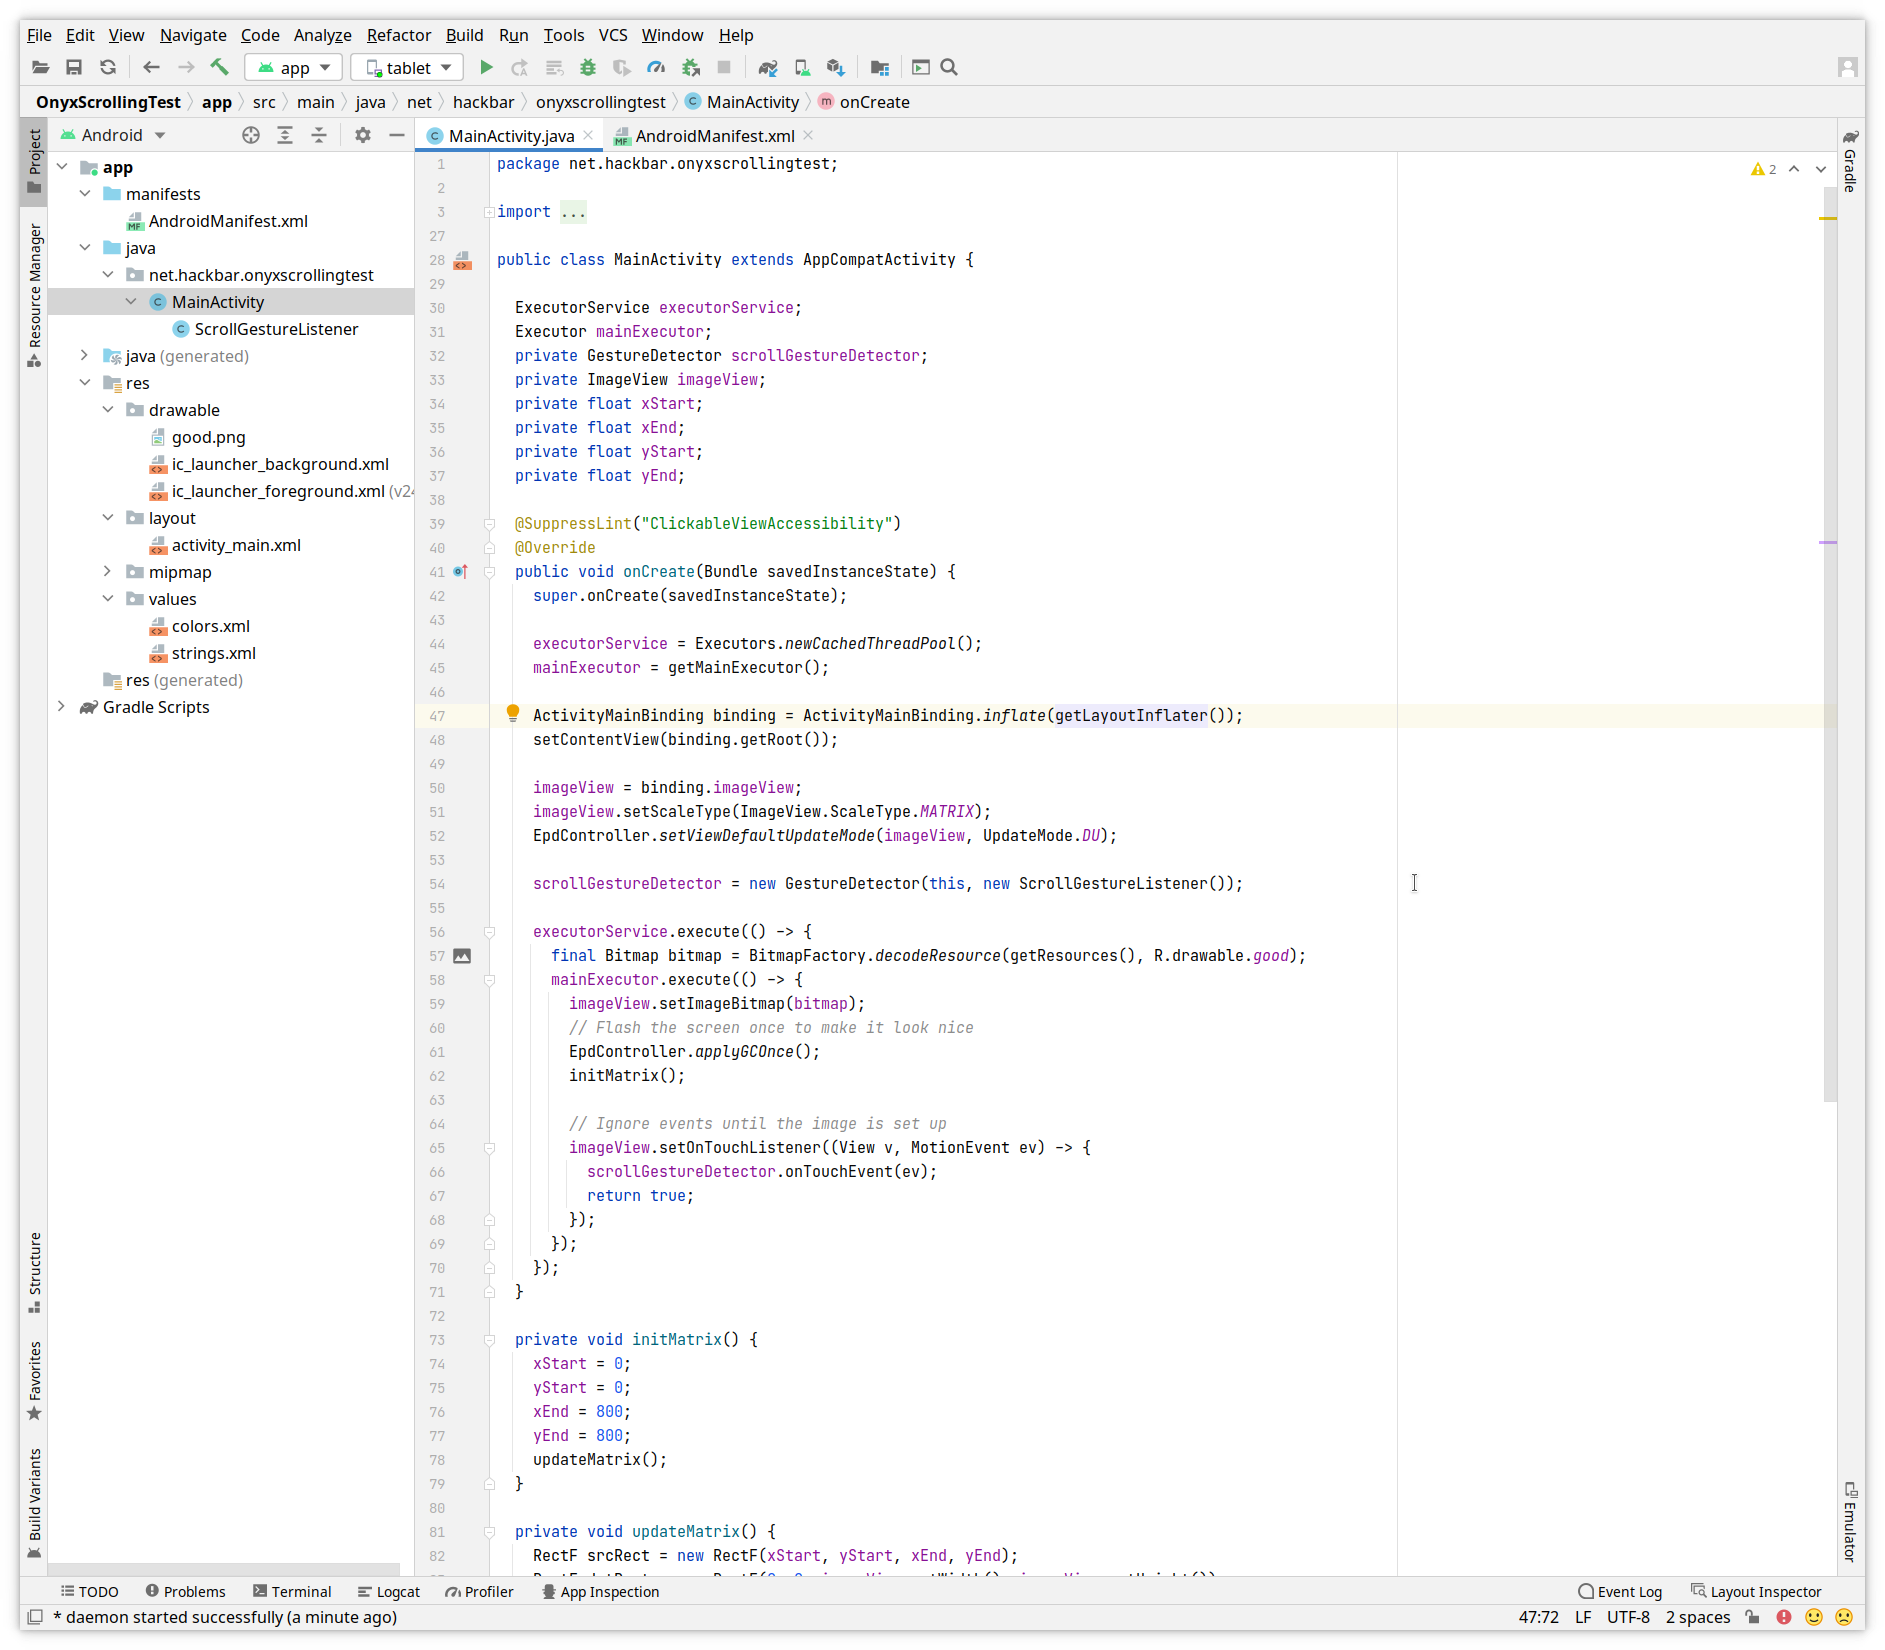 File Edit View Navigate Code Analyze Refactor Build Run Tools VCS Window Help
app tablet
OnyxScrollingTest app src main java net hackbar onyxscrollingtest MainActivity onCreate
Project
Resource Manager
Structure
Favorites
Build Variants
Android
app
manifests
AndroidManifest.xml
java
net.hackbar.onyxscrollingtest
MainActivity
ScrollGestureListener
java (generated)
res
drawable
good.png
ic_launcher_background.xml
ic_launcher_foreground.xml (v24
layout
activity_main.xml
mipmap
values
colors.xml
strings.xml
res (generated)
Gradle Scripts
MainActivity.java AndroidManifest.xml
2
1 package net.hackbar.onyxscrollingtest;
2
3 import ...
27
28 public class MainActivity extends AppCompatActivity {
29
30 ExecutorService executorService;
31 Executor mainExecutor;
32 private GestureDetector scrollGestureDetector;
33 private ImageView imageView;
34 private float xStart;
35 private float xEnd;
36 private float yStart;
37 private float yEnd;
38
39 @SuppressLint("ClickableViewAccessibility")
40 @Override
41 public void onCreate(Bundle savedInstanceState) {
42 super.onCreate(savedInstanceState);
43
44 executorService = Executors.newCachedThreadPool();
45 mainExecutor = getMainExecutor();
46
47 ActivityMainBinding binding = ActivityMainBinding.inflate(getLayoutInflater());
48 setContentView(binding.getRoot());
49
50 imageView = binding.imageView;
51 imageView.setScaleType(ImageView.ScaleType.MATRIX);
52 EpdController.setViewDefaultUpdateMode(imageView, UpdateMode.DU);
53
54 scrollGestureDetector = new GestureDetector(this, new ScrollGestureListener());
55
56 executorService.execute(() -> {
57 final Bitmap bitmap = BitmapFactory.decodeResource(getResources(), R.drawable.good);
58 mainExecutor.execute(() -> {
59 imageView.setImageBitmap(bitmap);
60 // Flash the screen once to make it look nice
61 EpdController.applyGCOnce();
62 initMatrix();
63
64 // Ignore events until the image is set up
65 imageView.setOnTouchListener((View v, MotionEvent ev) -> {
66 scrollGestureDetector.onTouchEvent(ev);
67 return true;
68 });
69 });
70 });
71 }
72
73 private void initMatrix() {
74 xStart = 0;
75 yStart = 0;
76 xEnd = 800;
77 yEnd = 800;
78 updateMatrix();
79 }
80
81 private void updateMatrix() {
82 RectF srcRect = new RectF(xStart, yStart, xEnd, yEnd);
Gradle
Emulator
TODO Problems Terminal Logcat Profiler App Inspection Event Log Layout Inspector
* daemon started successfully (a minute ago) 47:72 LF UTF-8 2 spaces